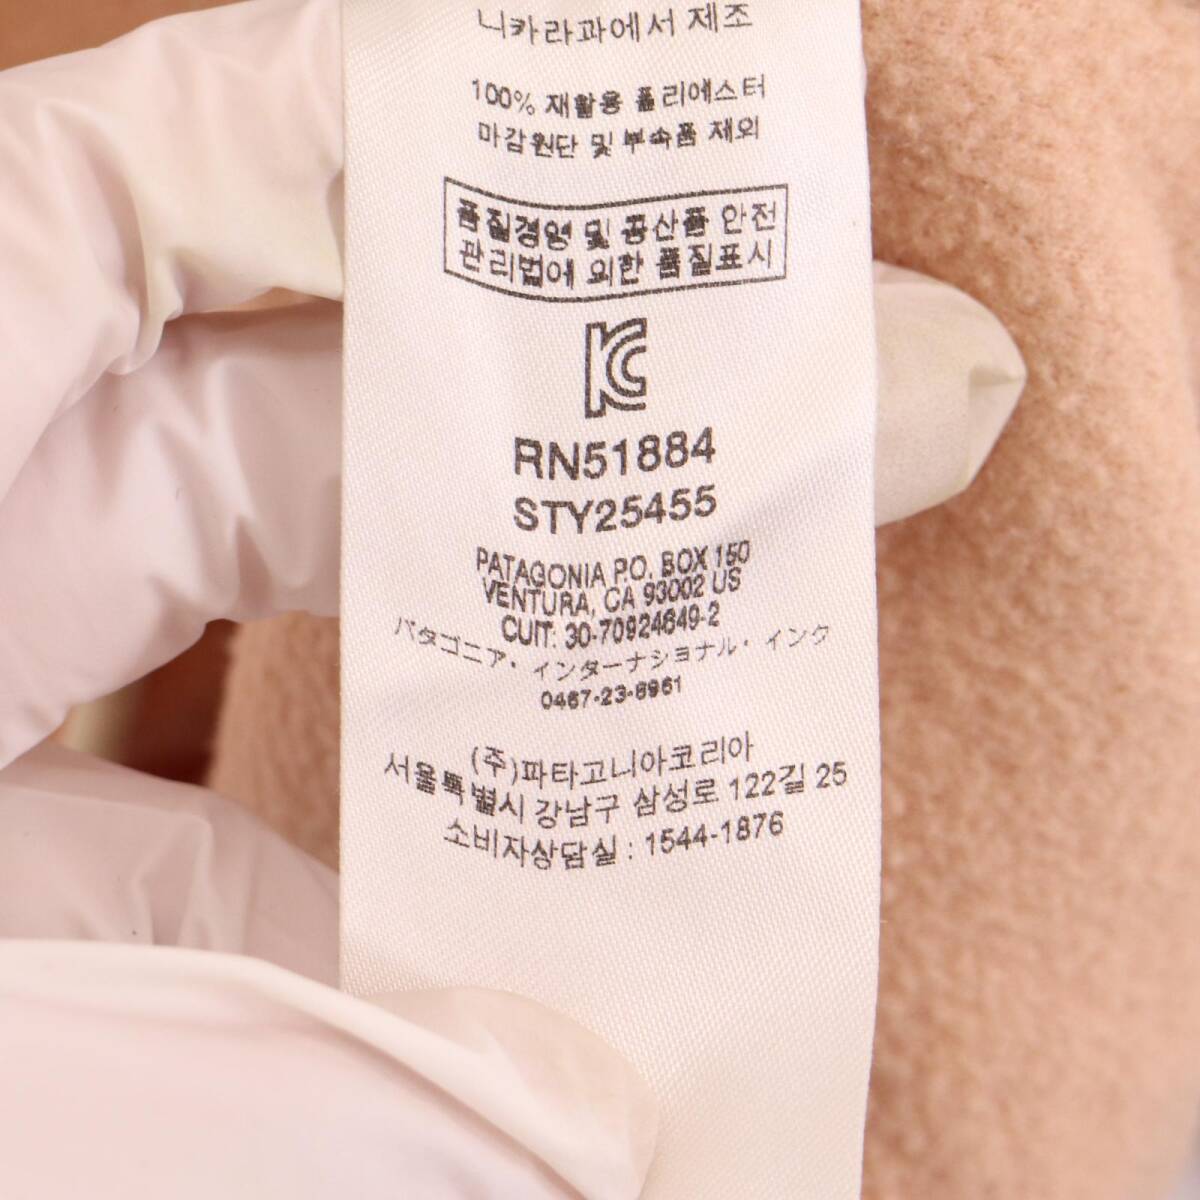 니카라과에서 제조
100% 재활용 폴리에스터
마감원단 및 부속품 제외
품질경영 및 공산품 안전
관리법에 의한 품질표시
KC
RN51884
STY25455
PATAGONIA P.O. BOX 150
VENTURA, CA 93002 US
CUIT: 30-70924649-2
パタゴニア・インターナショナル・インク
0467-23-8961
(주)파타고니아코리아
서울특별시 강남구 삼성로 122길 25
소비자상담실 : 1544-1876